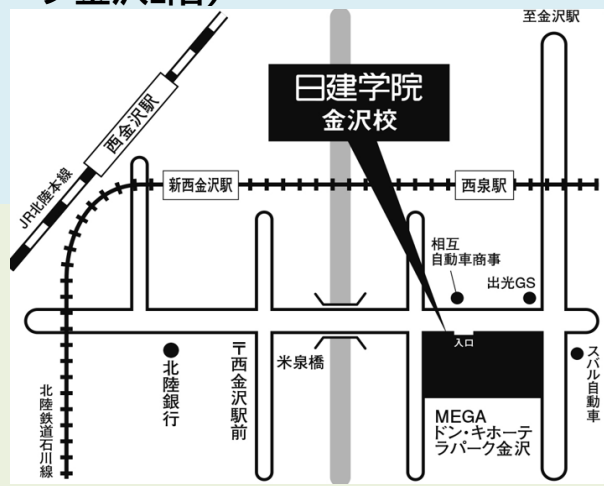 金沢
階)
至金沢駅
日建学院
金沢校
西金沢駅
JR北陸本線
新西金沢駅
西泉駅
相互
自動車商事
出光GS
入口
北陸銀行
〒西金沢駅前
米泉橋
スバル自動車
北陸鉄道石川線
MEGA
ドン・キホーテ
ラパーク金沢